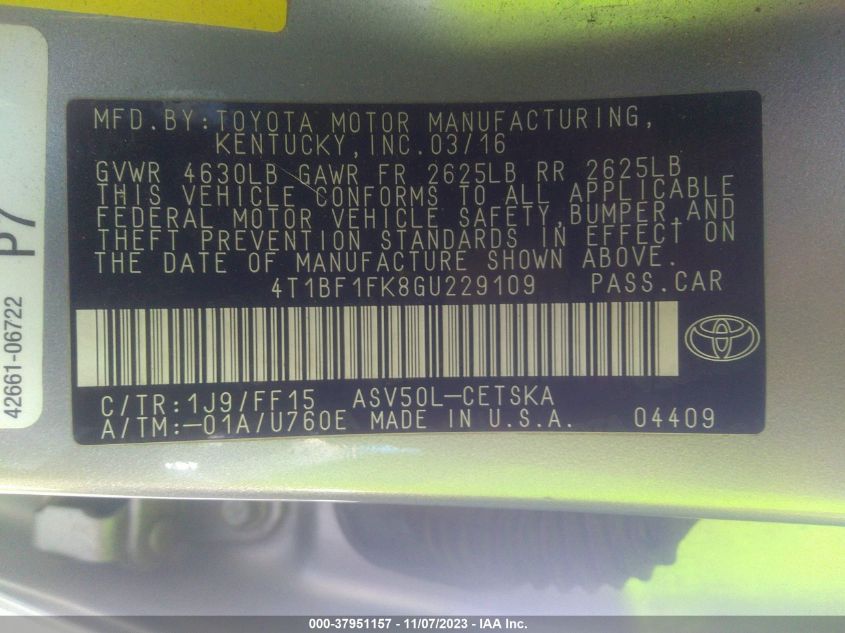 MFD.BY:TOYOTA MOTOR MANUFACTURING,
KENTUCKY,INC.03/16
GVWR 4630LB GAWR FR 2625LB RR 2625LB
THIS VEHICLE CONFORMS TO ALL APPLICABLE
FEDERAL MOTOR VEHICLE SAFETY,BUMPER,AND
THEFT PREVENTION STANDARDS IN EFFECT ON
THE DATE OF MANUFACTURE SHOWN ABOVE.
4T1BF1FK8GU229109 PASS.CAR
C/TR:1J9/FF15 ASV50L-CETSKA
A/TM:-01A/U760E MADE IN U.S.A. 04409
P7
42661-06722
000-37951157 - 11/07/2023 - IAA Inc.